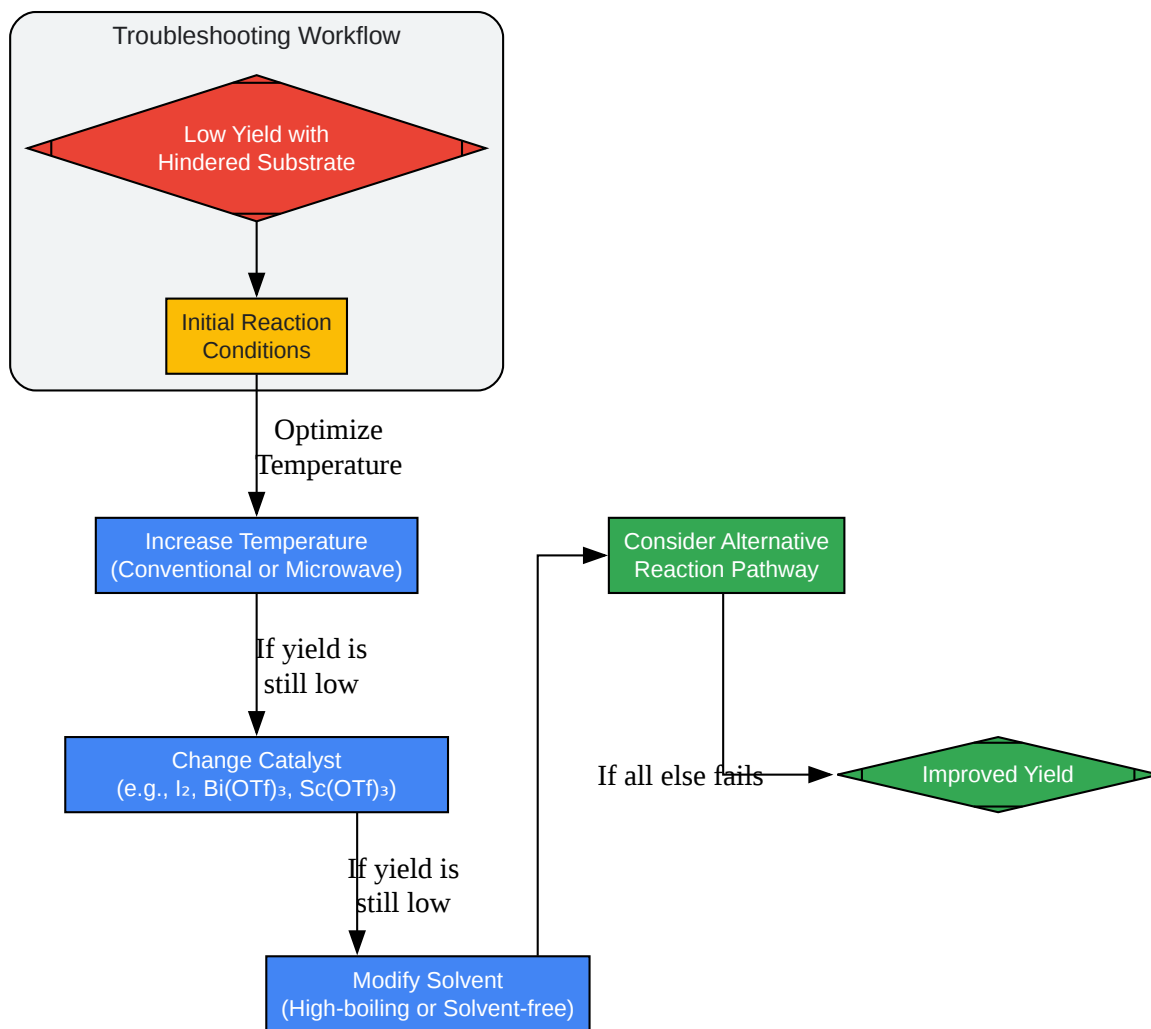 Troubleshooting Workflow
Low Yield with
Hindered Substrate
Initial Reaction
Conditions
Optimize
Temperature
Increase Temperature
(Conventional or Microwave)
If yield is
still low
Change Catalyst
(e.g., I₂, Bi(OTf)₃, Sc(OTf)₃)
If yield is
still low
Modify Solvent
(High-boiling or Solvent-free)
Consider Alternative
Reaction Pathway
If all else fails
Improved Yield